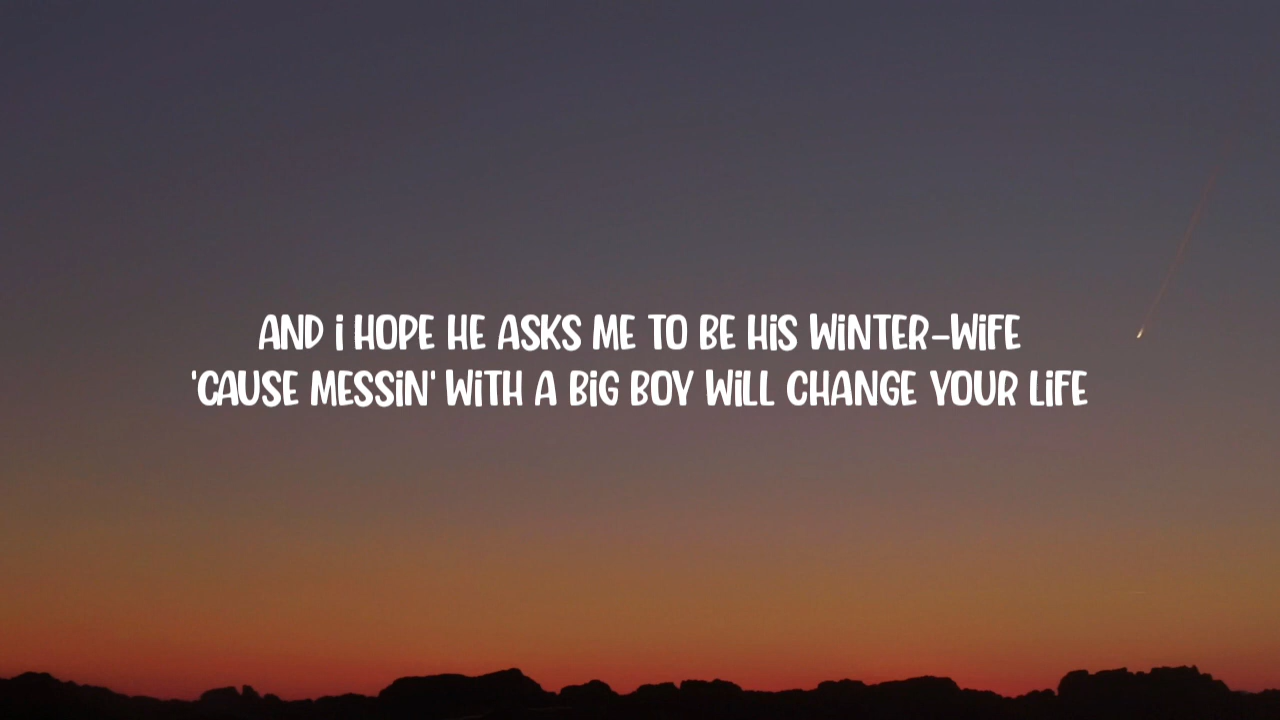 AND i HOPE HE ASKS ME TO BE HiS WiNTER-WiFE
'CAUSE MESSiN' WiTH A BiG BOY WiLL CHANGE YOUR LiFE